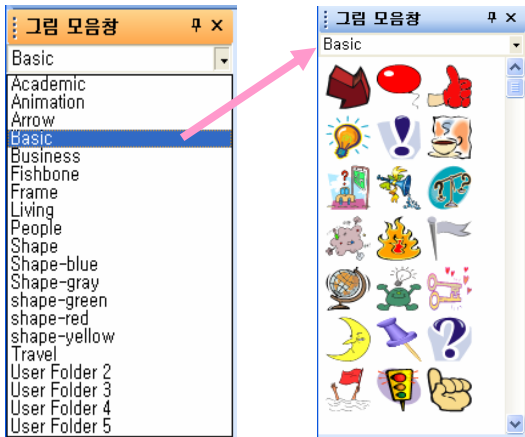 그림 모음창
Basic
Academic
Animation
Arrow
Basic
Business
Fishbone
Frame
Living
People
Shape
Shape-blue
Shape-gray
shape-green
shape-red
shape-yellow
Travel
User Folder 2
User Folder 3
User Folder 4
User Folder 5
그림 모음창
Basic